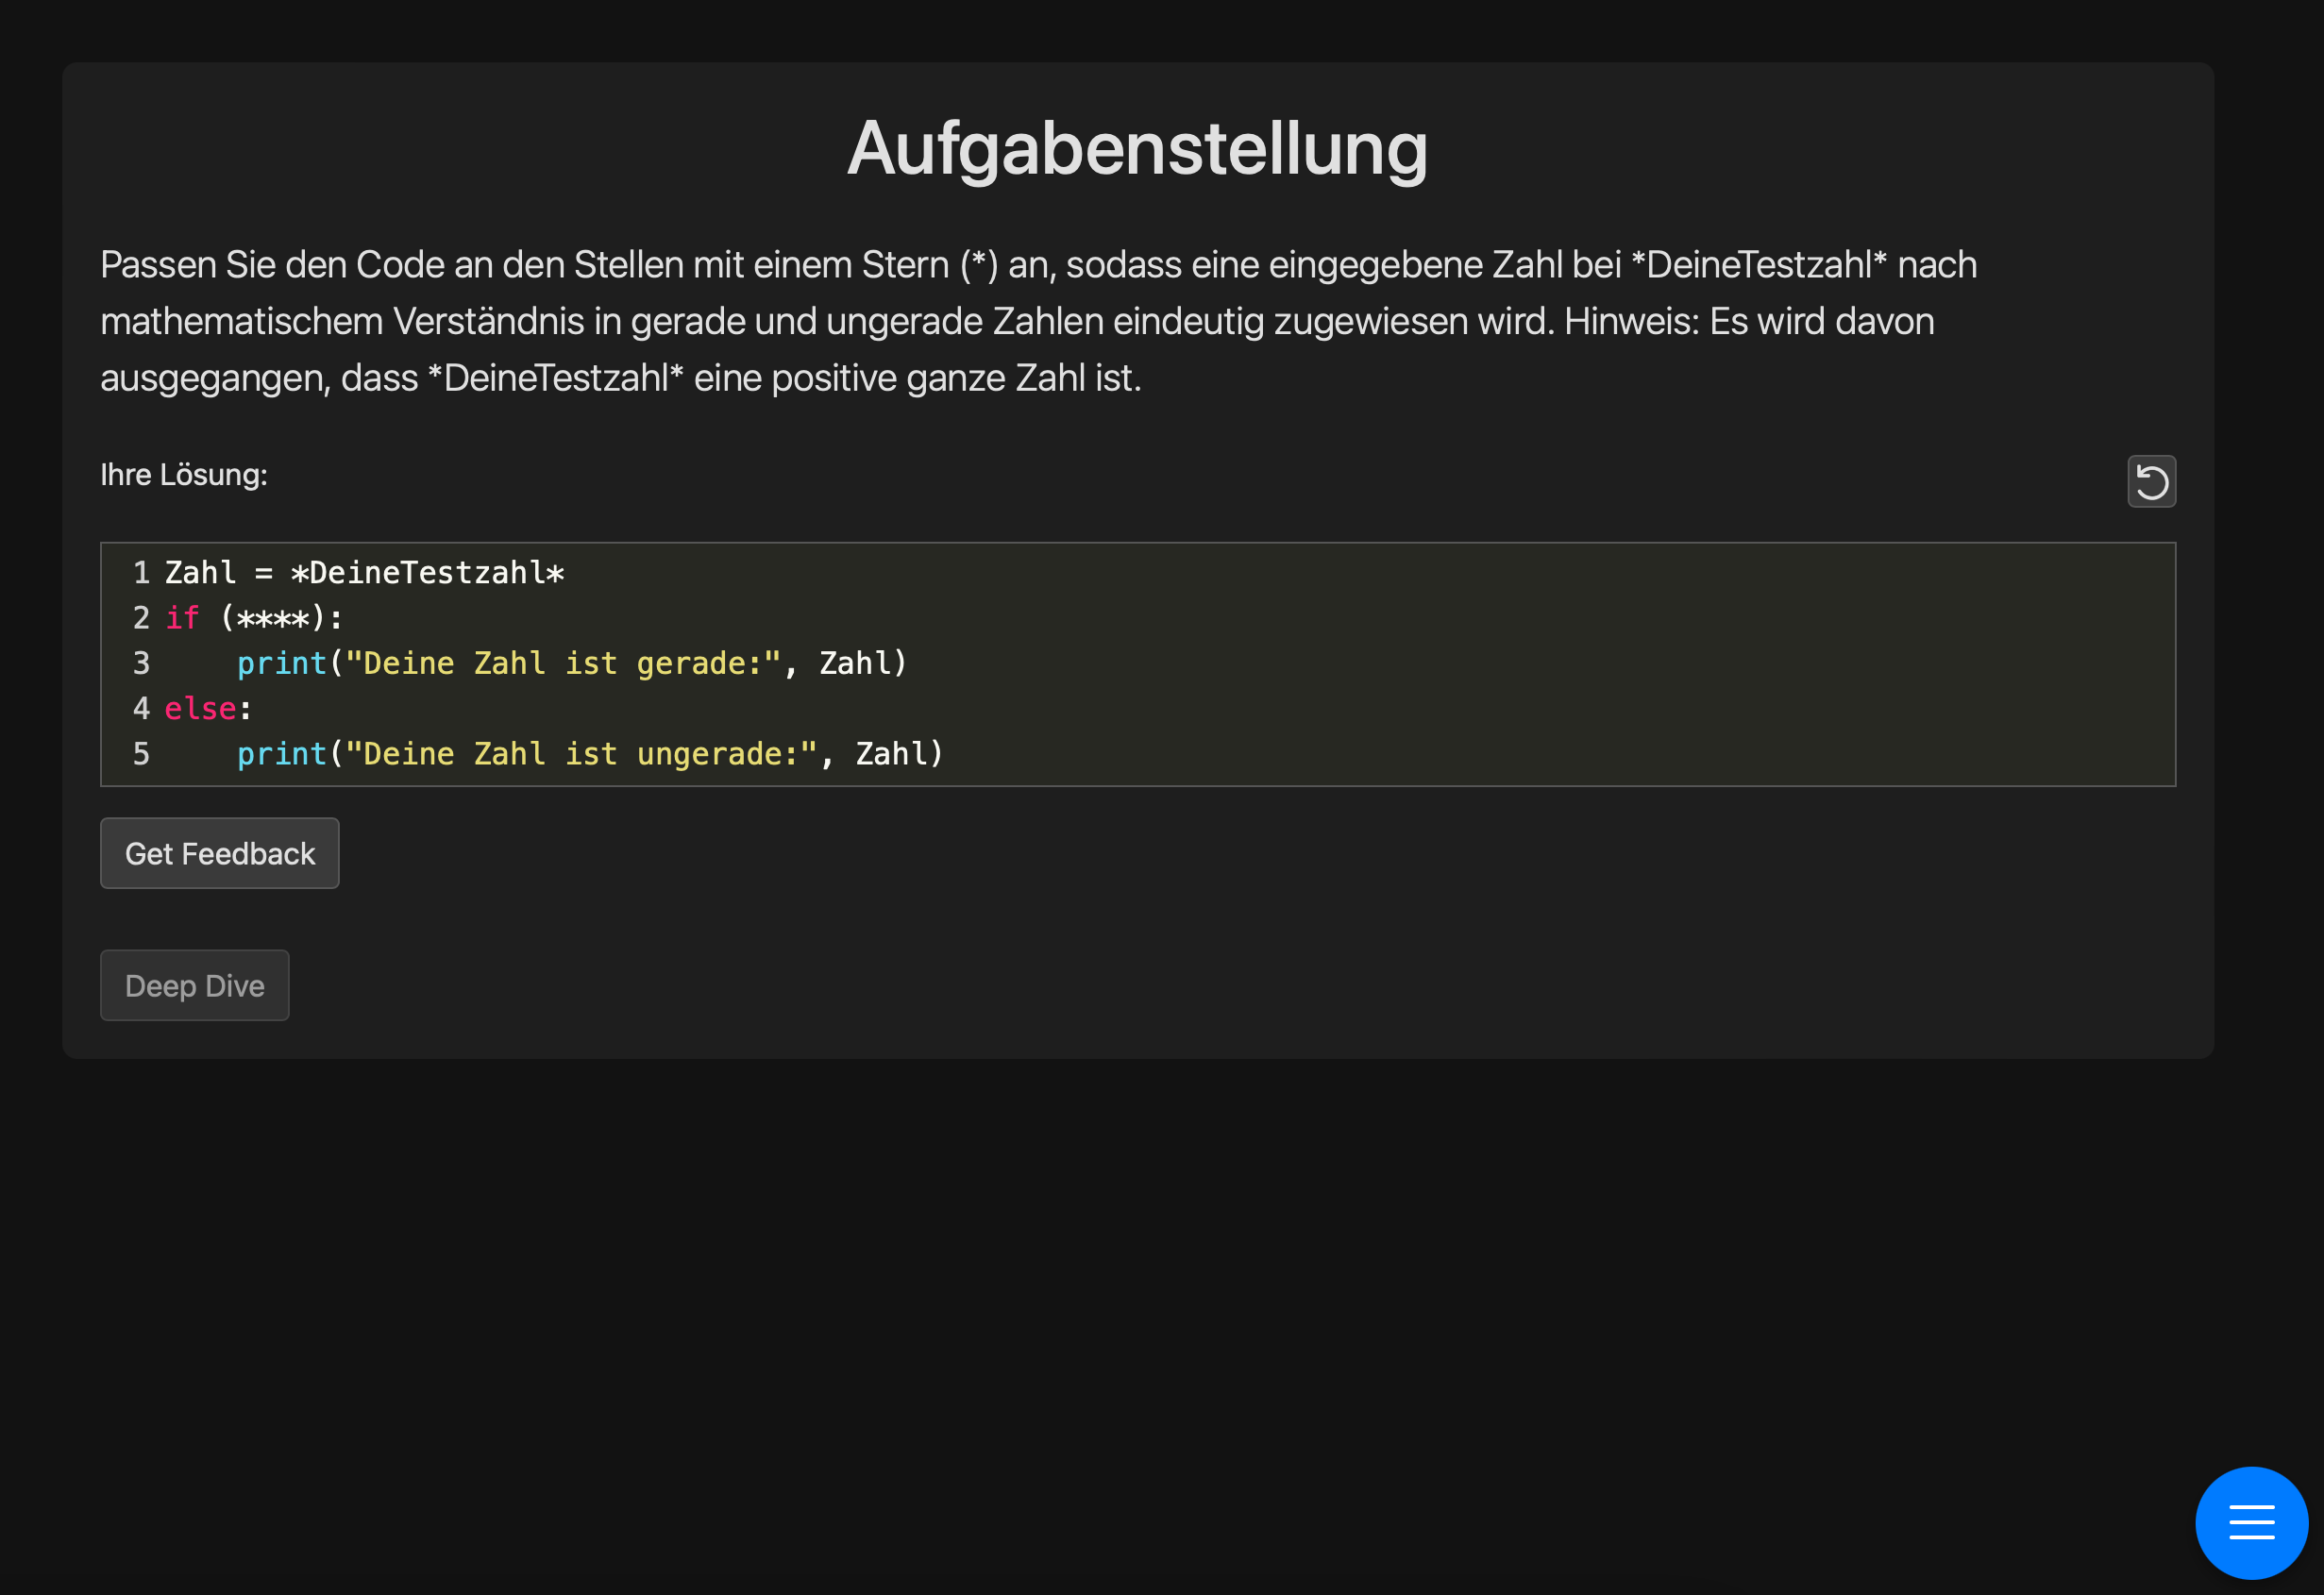 Aufgabenstellung
Passen Sie den Code an den Stellen mit einem Stern (*) an, sodass eine eingegebene Zahl bei *DeineTestzahl* nach
mathematischem Verständnis in gerade und ungerade Zahlen eindeutig zugewiesen wird. Hinweis: Es wird davon
ausgegangen, dass *DeineTestzahl* eine positive ganze Zahl ist.
Ihre Lösung:
1 Zahl = *DeineTestzahl*
2 if (****):
3     print("Deine Zahl ist gerade:", Zahl)
4 else:
5     print("Deine Zahl ist ungerade:", Zahl)
Get Feedback
Deep Dive